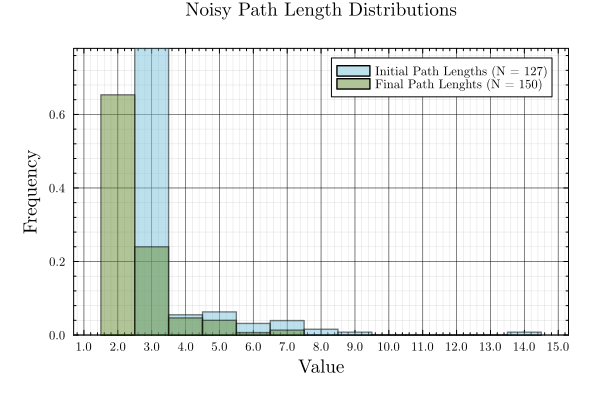 Noisy Path Length Distributions
Initial Path Lengths (N = 127)
Final Path Lenghts (N = 150)
Frequency
0.6
0.4
0.2
0.0
1.0 2.0 3.0 4.0 5.0 6.0 7.0 8.0 9.0 10.0 11.0 12.0 13.0 14.0 15.0
Value